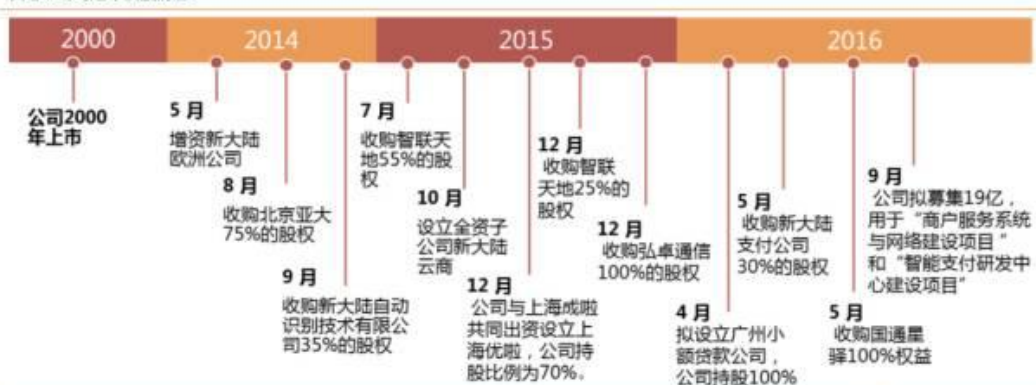 2000
2014
2015
2016
公司2000
年上市
5 月
增资新大陆
欧洲公司
8 月
收购北京亚大
75%的股权
9 月
收购新大陆自动
识别技术有限公
司35%的股权
7 月
收购智联天
地55%的股
权
10 月
设立全资子
公司新大陆
云商
12 月
公司与上海成啦
共同出资设立上
海优啦，公司持
股比例为70%。
12 月
收购智联
天地25%的
股权
12 月
收购弘卓通信
100%的股权
4 月
拟设立广州小
额贷款公司，
公司持股100%
5 月
收购新大陆
支付公司
30%的股权
5 月
收购国通星
驿100%权益
9 月
公司拟募集19亿，
用于“商户服务系统
与网络建设项目”
和“智能支付研发中
心建设项目”